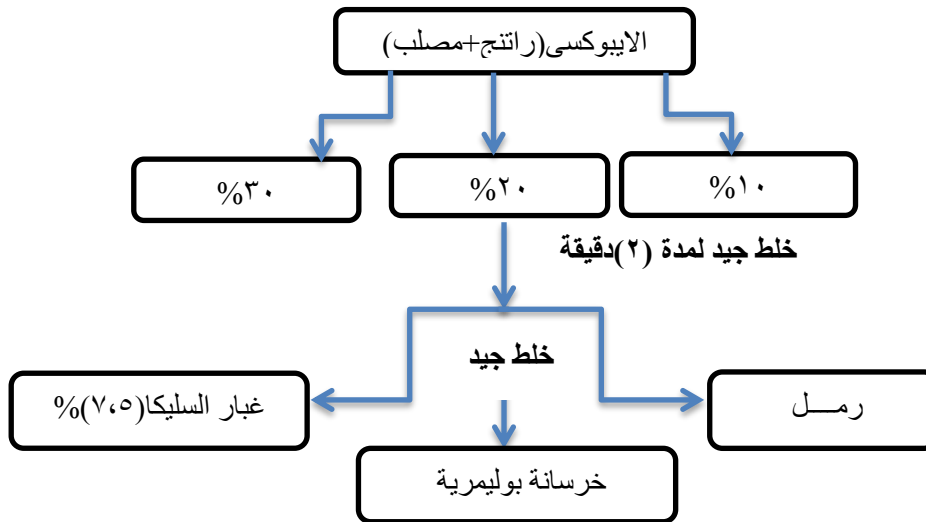 الايبوكسى(راتنج+مصلب)
%١٠
%٢٠
%٣٠
خلط جيد لمدة (٢)دقيقة
خلط جيد
رمـــل
غبار السليكا(٧،٥)%
خرسانة بوليمرية